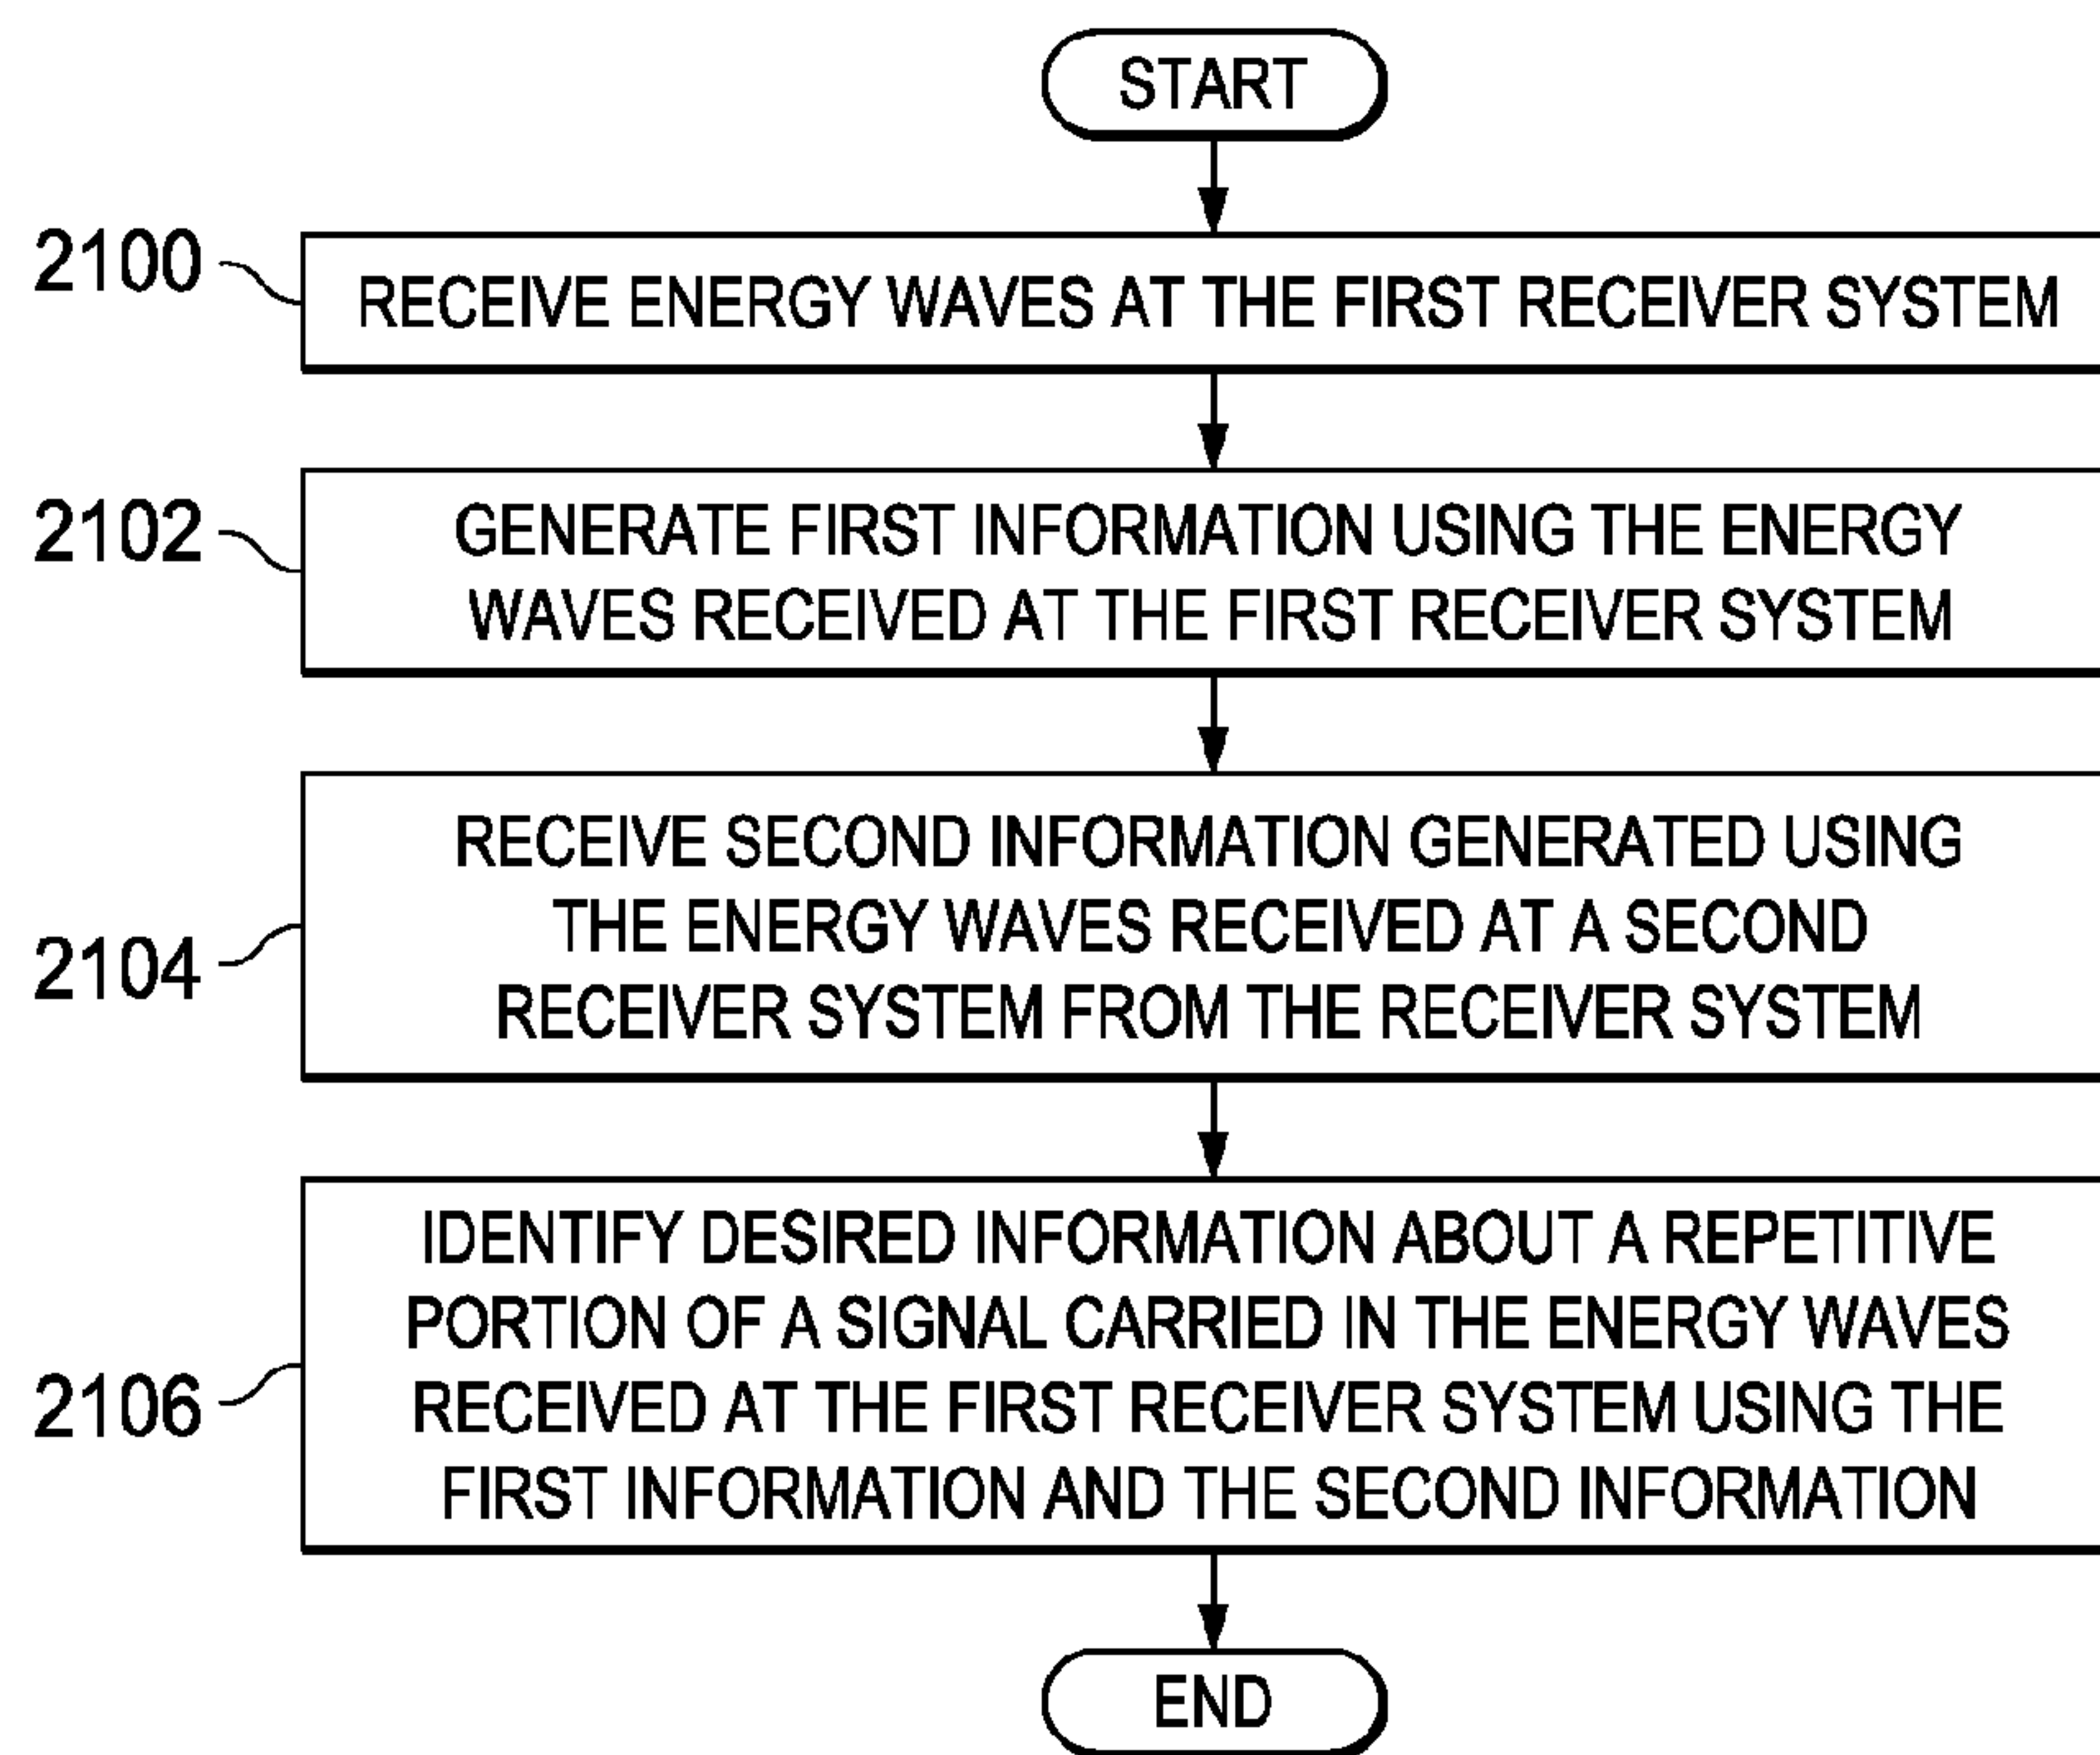 START
2100
RECEIVE ENERGY WAVES AT THE FIRST RECEIVER SYSTEM
2102
GENERATE FIRST INFORMATION USING THE ENERGY
WAVES RECEIVED AT THE FIRST RECEIVER SYSTEM
2104
RECEIVE SECOND INFORMATION GENERATED USING
THE ENERGY WAVES RECEIVED AT A SECOND
RECEIVER SYSTEM FROM THE RECEIVER SYSTEM
2106
IDENTIFY DESIRED INFORMATION ABOUT A REPETITIVE
PORTION OF A SIGNAL CARRIED IN THE ENERGY WAVES
RECEIVED AT THE FIRST RECEIVER SYSTEM USING THE
FIRST INFORMATION AND THE SECOND INFORMATION
END